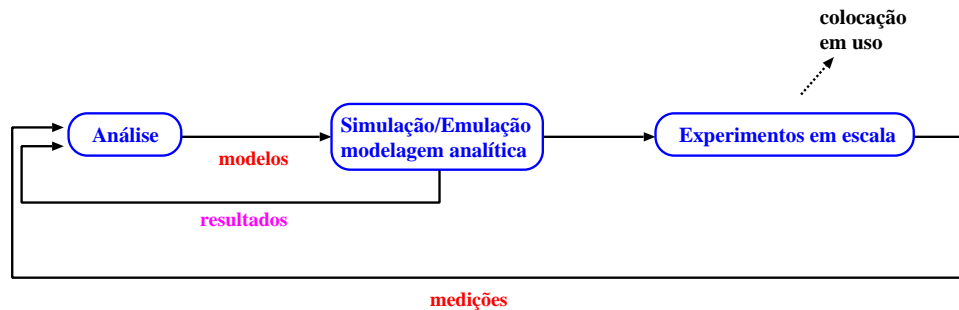 colocação
em uso
Análise
modelos
Simulação/Emulação
modelagem analítica
Experimentos em escala
resultados
medições